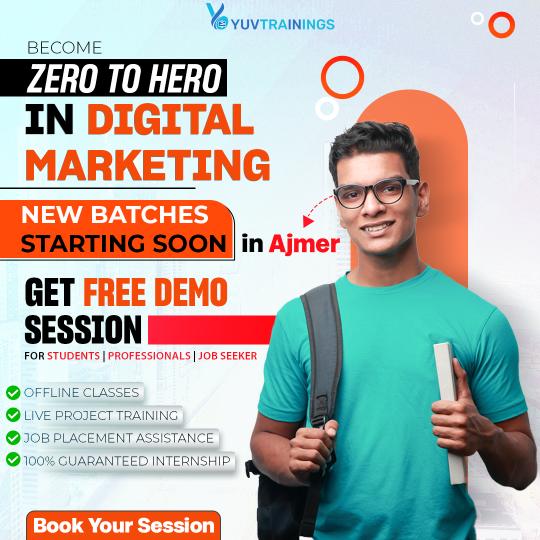 YUVTRAININGS
BECOME
ZERO TO HERO
IN DIGITAL
MARKETING
NEW BATCHES
STARTING SOON in Ajmer
GET FREE DEMO
SESSION
FOR STUDENTS | PROFESSIONALS | JOB SEEKER
OFFLINE CLASSES
LIVE PROJECT TRAINING
JOB PLACEMENT ASSISTANCE
100% GUARANTEED INTERNSHIP
Book Your Session